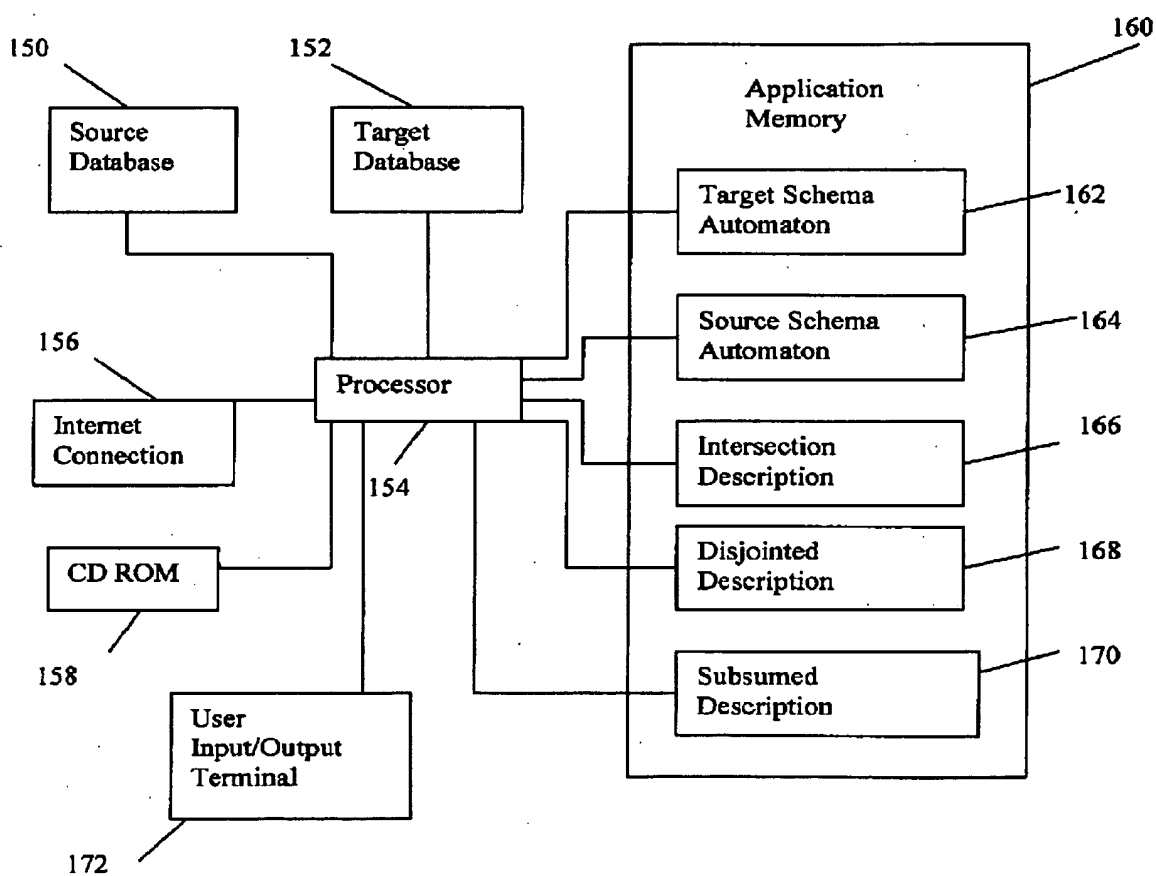 160
150
152
Application
Memory
Source
Database
Target
Database
Target Schema
Automaton
162
Source Schema
Automaton
164
156
Processor
Internet
Connection
154
Intersection
Description
166
CD ROM
Disjointed
Description
168
158
Subsumed
Description
170
User
Input/Output
Terminal
172